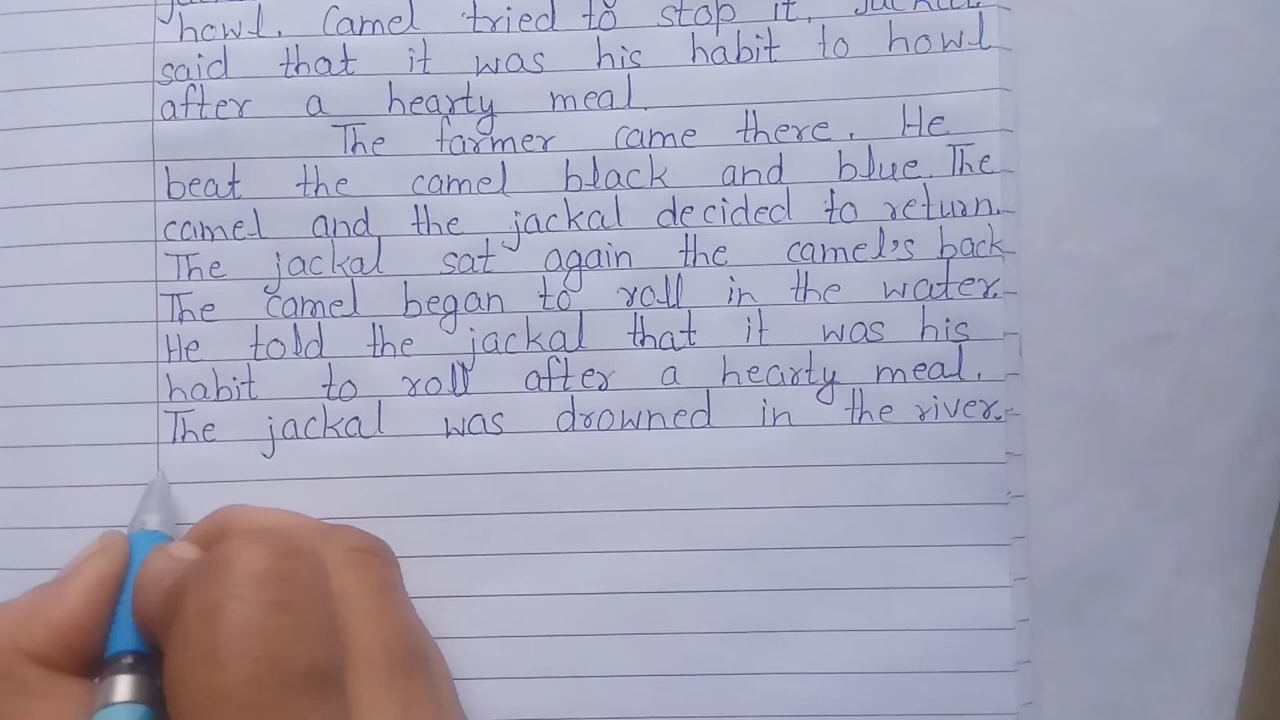 howl. Camel tried to stop it. Jackal
said that it was his habit to howl
after a hearty meal.
The farmer came there. He
beat the camel black and blue. The
camel and the jackal decided to return.
The jackal sat again the camel's back
The camel began to roll in the water.
He told the jackal that it was his
habit to roll after a hearty meal.
The jackal was drowned in the river.